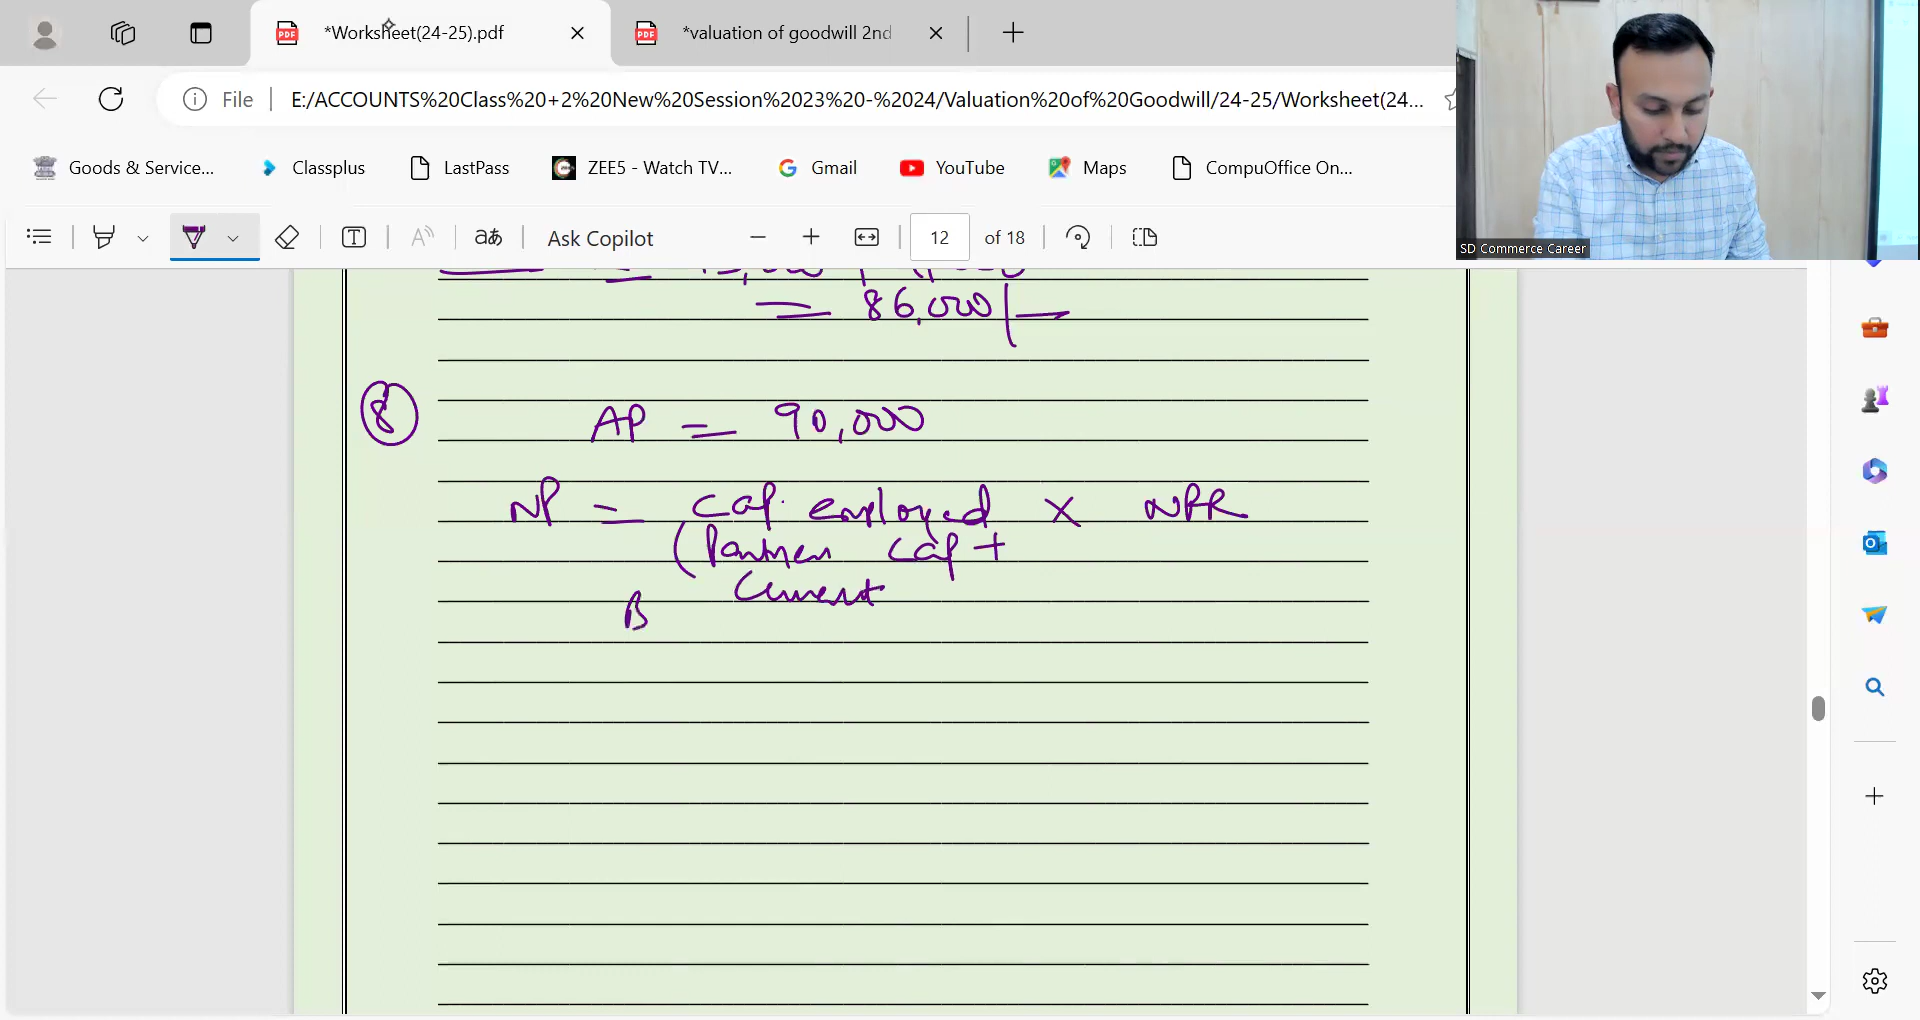 *Worksheet(24-25).pdf
*valuation of goodwill 2nd
File
E:/ACCOUNTS%20Class%20+2%20New%20Session%2023%20-%2024/Valuation%20of%20Goodwill/24-25/Worksheet(24...
Goods & Service...
Classplus
LastPass
ZEE5 - Watch TV...
Gmail
YouTube
Maps
CompuOffice On...
Ask Copilot
12 of 18
SD Commerce Career
= 86,000/-
8 AP = 90,000
NP = Cap. employed × NRR
(Partner Cap +
Current
B